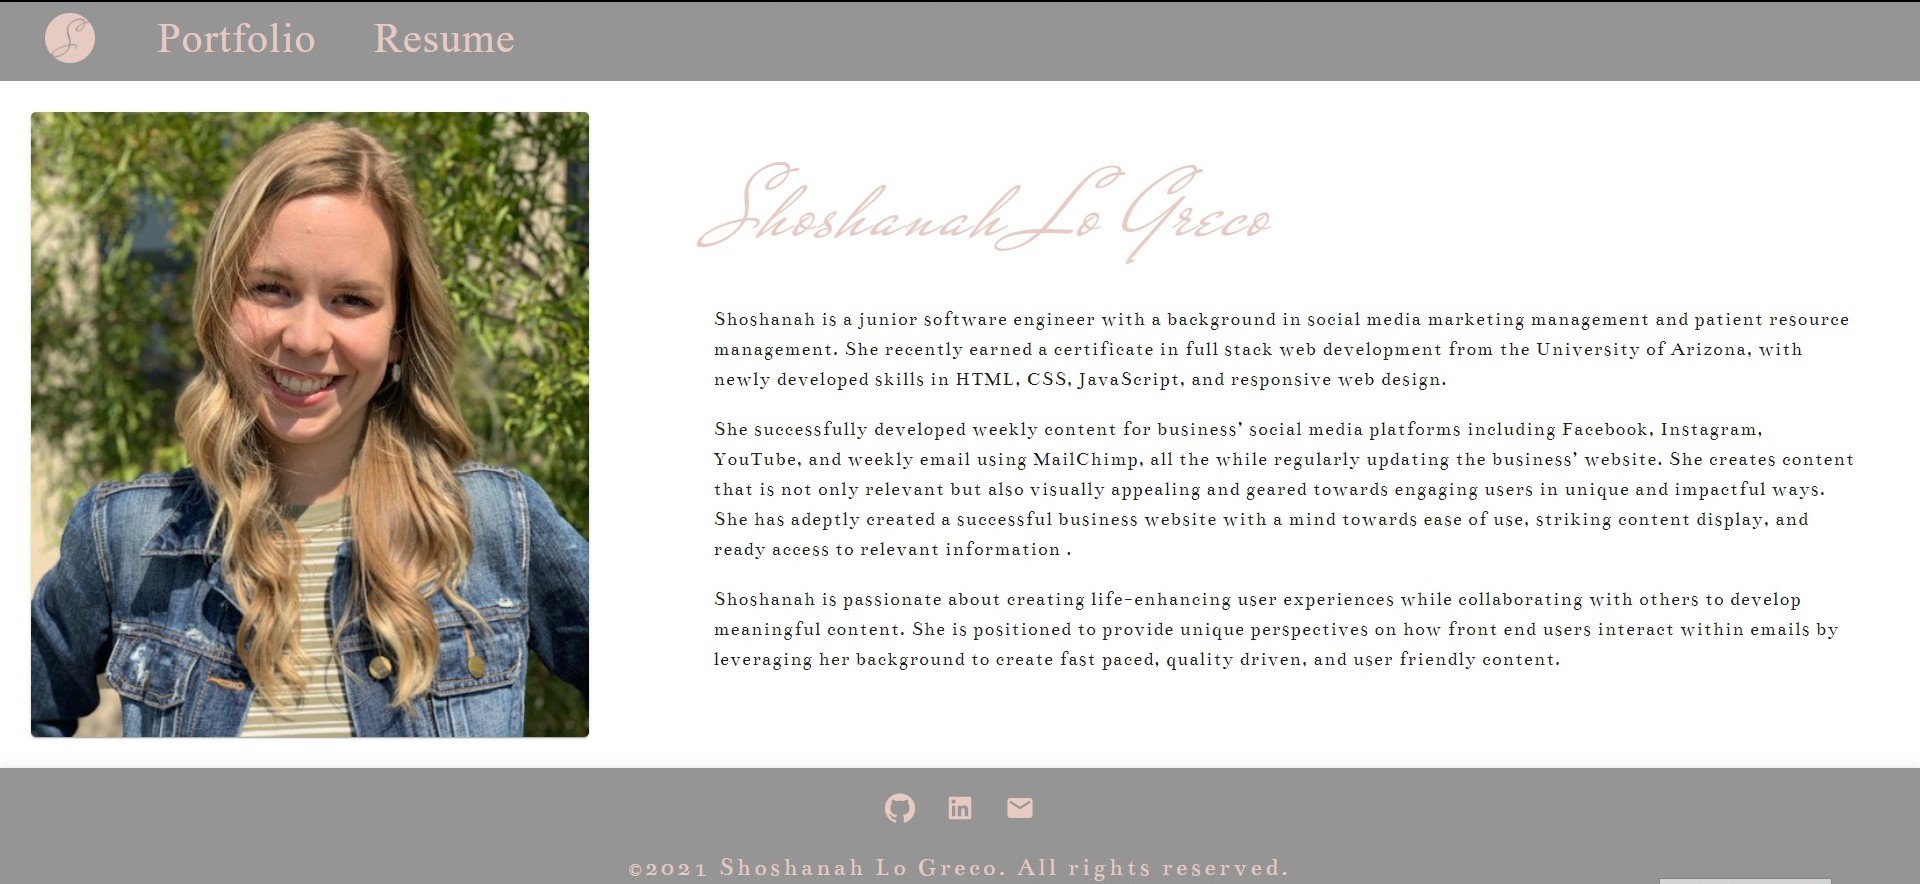 S
Portfolio Resume
Shoshanah Lo Greco
Shoshanah is a junior software engineer with a background in social media marketing management and patient resource
management. She recently earned a certificate in full stack web development from the University of Arizona, with
newly developed skills in HTML, CSS, JavaScript, and responsive web design.
She successfully developed weekly content for business’ social media platforms including Facebook, Instagram,
YouTube, and weekly email using MailChimp, all the while regularly updating the business’ website. She creates content
that is not only relevant but also visually appealing and geared towards engaging users in unique and impactful ways.
She has adeptly created a successful business website with a mind towards ease of use, striking content display, and
ready access to relevant information .
Shoshanah is passionate about creating life-enhancing user experiences while collaborating with others to develop
meaningful content. She is positioned to provide unique perspectives on how front end users interact within emails by
leveraging her background to create fast paced, quality driven, and user friendly content.
in
©2021 Shoshanah Lo Greco. All rights reserved.